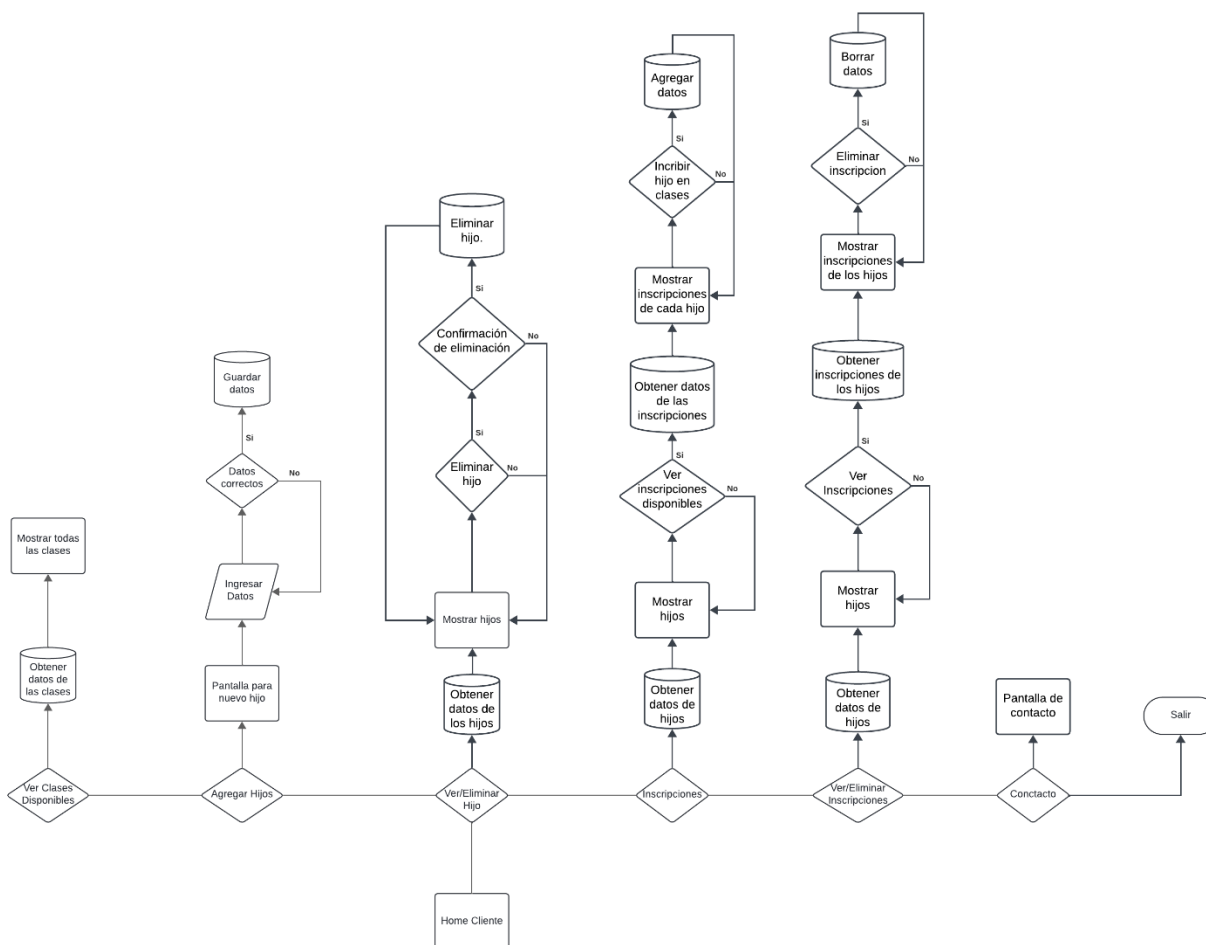 Agregar
datos
Si
Incribir
hijo en
clases
No
Mostrar
inscripciones
de cada hijo
Obtener datos
de las
inscripciones
Si
Ver
inscripciones
disponibles
No
Mostrar
hijos
Obtener
datos de
hijos
Inscripciones
Borrar
datos
Si
Eliminar
inscripcion
No
Mostrar
inscripciones
de los hijos
Obtener
inscripciones de
los hijos
Si
Ver
Inscripciones
No
Mostrar
hijos
Obtener
datos de
hijos
Ver/Eliminar
Inscripciones
Eliminar
hijo.
Si
Confirmación
de eliminación
No
Si
Eliminar
hijo
No
Mostrar hijos
Obtener
datos de
los hijos
Ver/Eliminar
Hijo
Home Cliente
Guardar
datos
Si
Datos
correctos
No
Ingresar
Datos
Pantalla para
nuevo hijo
Agregar Hijos
Mostrar todas
las clases
Obtener
datos de
las clases
Ver Clases
Disponibles
Pantalla de
contacto
Conctacto
Salir